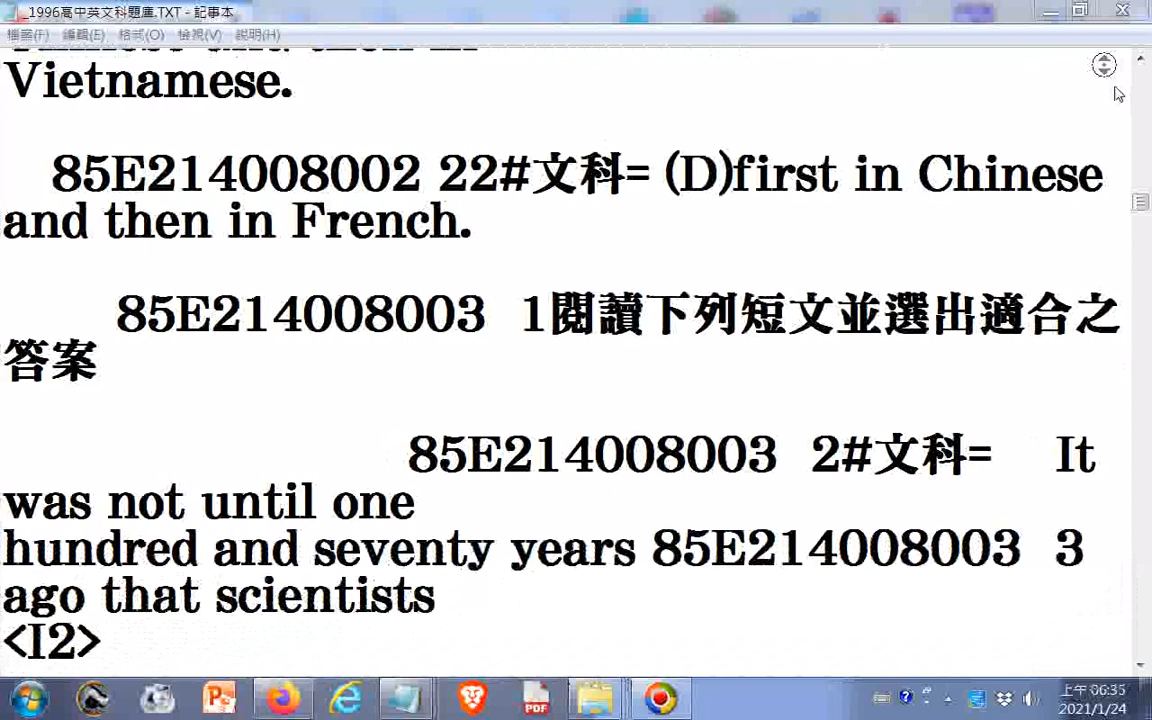 _1996高中英文科題庫.TXT - 記事本
檔案(F) 編輯(E) 格式(O) 檢視(V) 說明(H)
Vietnamese.
85E214008002 22#文科= (D)first in Chinese
and then in French.
85E214008003 1閱讀下列短文並選出適合之
答案
85E214008003 2#文科= It
was not until one
hundred and seventy years 85E214008003 3
ago that scientists
<I2>
PDF
上午 06:35
2021/1/24